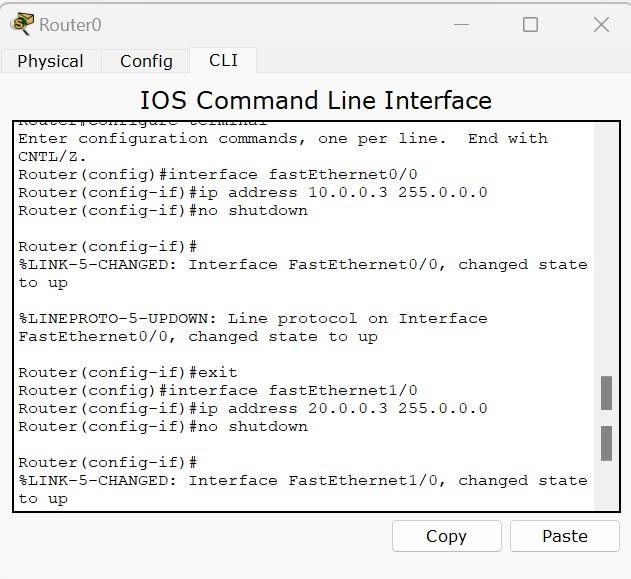 Router0
Physical Config CLI
IOS Command Line Interface
Router#configure terminal
Enter configuration commands, one per line.  End with
CNTL/Z.
Router(config)#interface fastEthernet0/0
Router(config-if)#ip address 10.0.0.3 255.0.0.0
Router(config-if)#no shutdown
Router(config-if)#
%LINK-5-CHANGED: Interface FastEthernet0/0, changed state
to up
%LINEPROTO-5-UPDOWN: Line protocol on Interface
FastEthernet0/0, changed state to up
Router(config-if)#exit
Router(config)#interface fastEthernet1/0
Router(config-if)#ip address 20.0.0.3 255.0.0.0
Router(config-if)#no shutdown
Router(config-if)#
%LINK-5-CHANGED: Interface FastEthernet1/0, changed state
to up
Copy Paste